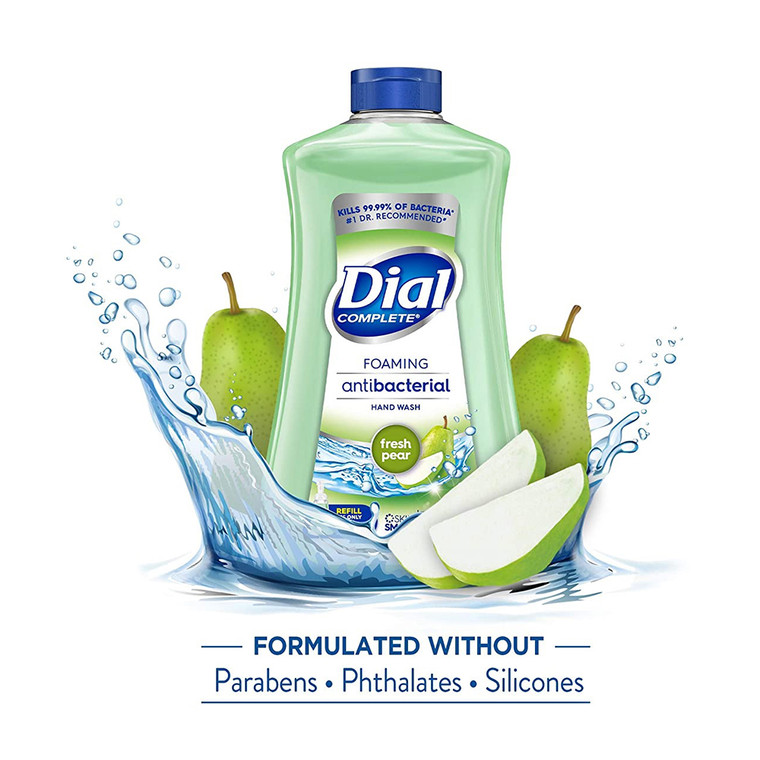 KILLS 99.99% OF BACTERIA*
#1 DR. RECOMMENDED*
Dial
COMPLETE®
FOAMING
antibacterial
HAND WASH
fresh
pear
REFILL
ONLY
FORMULATED WITHOUT
Parabens • Phthalates • Silicones